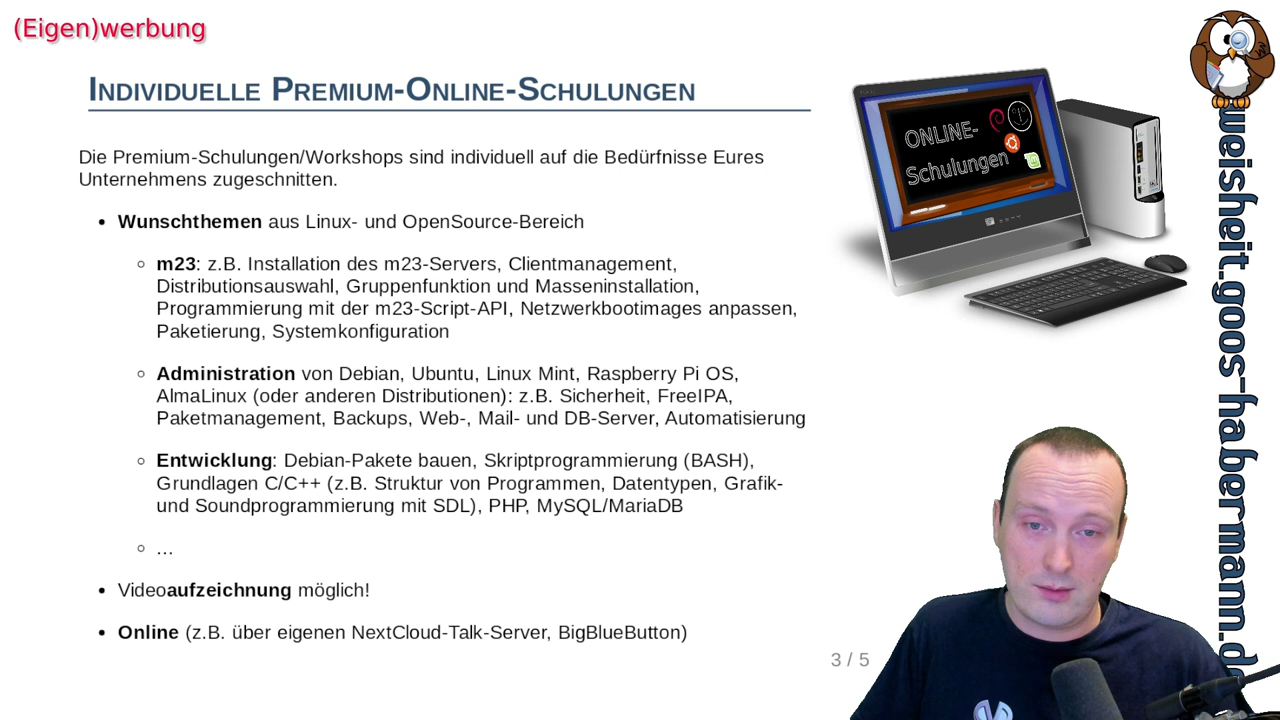 (Eigen)werbung
Individuelle Premium-Online-Schulungen
ONLINE-
Schulungen
Die Premium-Schulungen/Workshops sind individuell auf die Bedürfnisse Eures
Unternehmens zugeschnitten.
• Wunschthemen aus Linux- und OpenSource-Bereich
◦ m23: z.B. Installation des m23-Servers, Clientmanagement,
Distributionsauswahl, Gruppenfunktion und Masseninstallation,
Programmierung mit der m23-Script-API, Netzwerkbootimages anpassen,
Paketierung, Systemkonfiguration
◦ Administration von Debian, Ubuntu, Linux Mint, Raspberry Pi OS,
AlmaLinux (oder anderen Distributionen): z.B. Sicherheit, FreeIPA,
Paketmanagement, Backups, Web-, Mail- und DB-Server, Automatisierung
◦ Entwicklung: Debian-Pakete bauen, Skriptprogrammierung (BASH),
Grundlagen C/C++ (z.B. Struktur von Programmen, Datentypen, Grafik-
und Soundprogrammierung mit SDL), PHP, MySQL/MariaDB
◦ ...
• Videoaufzeichnung möglich!
• Online (z.B. über eigenen NextCloud-Talk-Server, BigBlueButton)
3 / 5
weisheit.goos-habermann.d